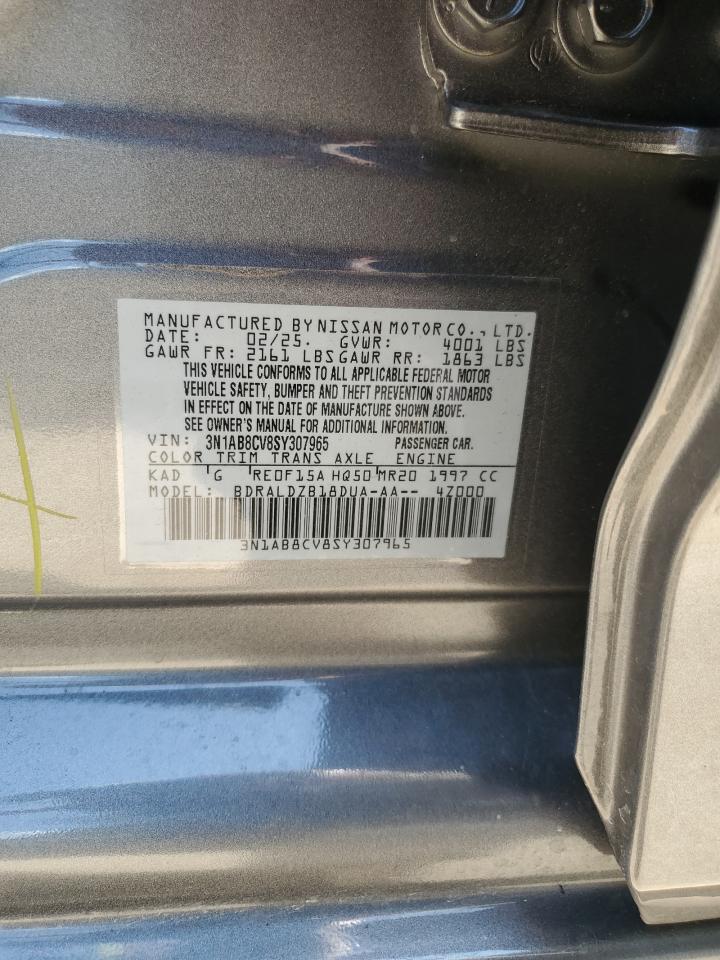 MANUFACTURED BY NISSAN MOTOR CO., LTD.
DATE: 02/25. GVWR: 4001 LBS
GAWR FR: 2161 LBS GAWR RR: 1863 LBS
THIS VEHICLE CONFORMS TO ALL APPLICABLE FEDERAL MOTOR
VEHICLE SAFETY, BUMPER AND THEFT PREVENTION STANDARDS
IN EFFECT ON THE DATE OF MANUFACTURE SHOWN ABOVE.
SEE OWNER'S MANUAL FOR ADDITIONAL INFORMATION.
VIN: 3N1AB8CV8SY307965 PASSENGER CAR.
COLOR TRIM TRANS AXLE ENGINE
KAD G RE0F15A HQ50 MR20 1997 CC
MODEL: BDRALDZB18DUA-AA-- 4Z000
3N1AB8CV8SY307965